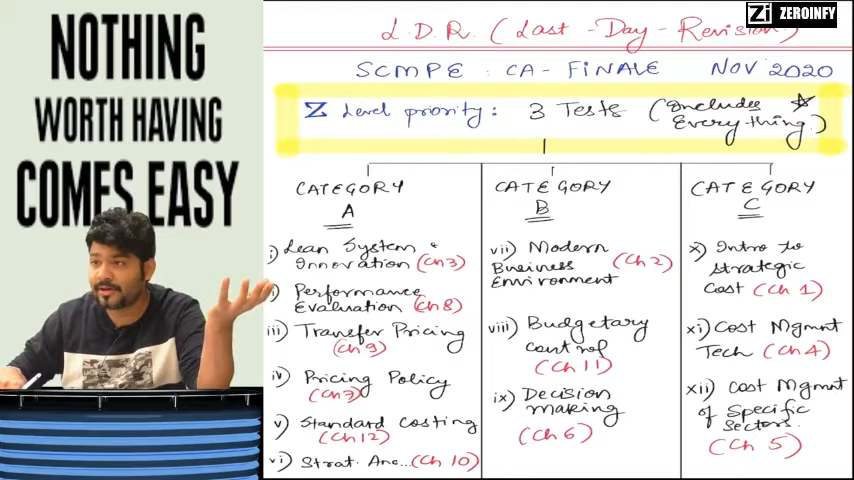 Zi ZEROINFY
NOTHING
WORTH HAVING
COMES EASY
L.D.R. (Last-Day-Revision)
SCMPE : CA-FINALE NOV 2020
Z Level priority: 3 Tests (Includes
Everything.)
CATEGORY
A
i) Lean System &
Innovation (Ch 3)
i) Performance
Evaluation (Ch 8)
iii) Transfer Pricing
(Ch 9)
iv) Pricing Policy
(Ch 7)
v) Standard Costing
(Ch 12)
vi) Strat. Anc... (Ch 10)
CATEGORY
B
vii) Modern
Business (Ch 2)
Environment
viii) Budgetary
Control
(Ch 11)
ix) Decision
making
(Ch 6)
CATEGORY
C
x) Intro to
strategic
cost (Ch 1)
xi) Cost Mgmnt
Tech (Ch 4)
xii) Cost Mgmnt
of Specific
Sectors.
(Ch 5)